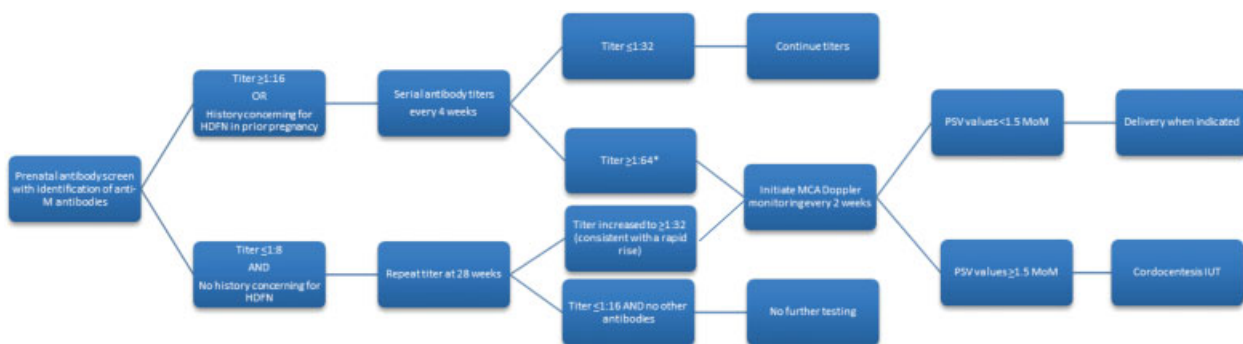 Prenatal antibody screen
with identification of anti-
M antibodies
Titer ≥1:16
OR
History concerning for
HDFN in prior pregnancy
Titer ≤1:8
AND
No history concerning for
HDFN
Serial antibody titers
every 4 weeks
Repeat titer at 28 weeks
Titer ≤1:32
Titer ≥1:64*
Titer increased to ≥1:32
(consistent with a rapid
rise)
Titer ≤1:16 AND no other
antibodies
Continue titers
Initiate MCA Doppler
monitoring every 2 weeks
No further testing
PSV values <1.5 MoM
PSV values ≥1.5 MoM
Delivery when indicated
Cordocentesis IUT